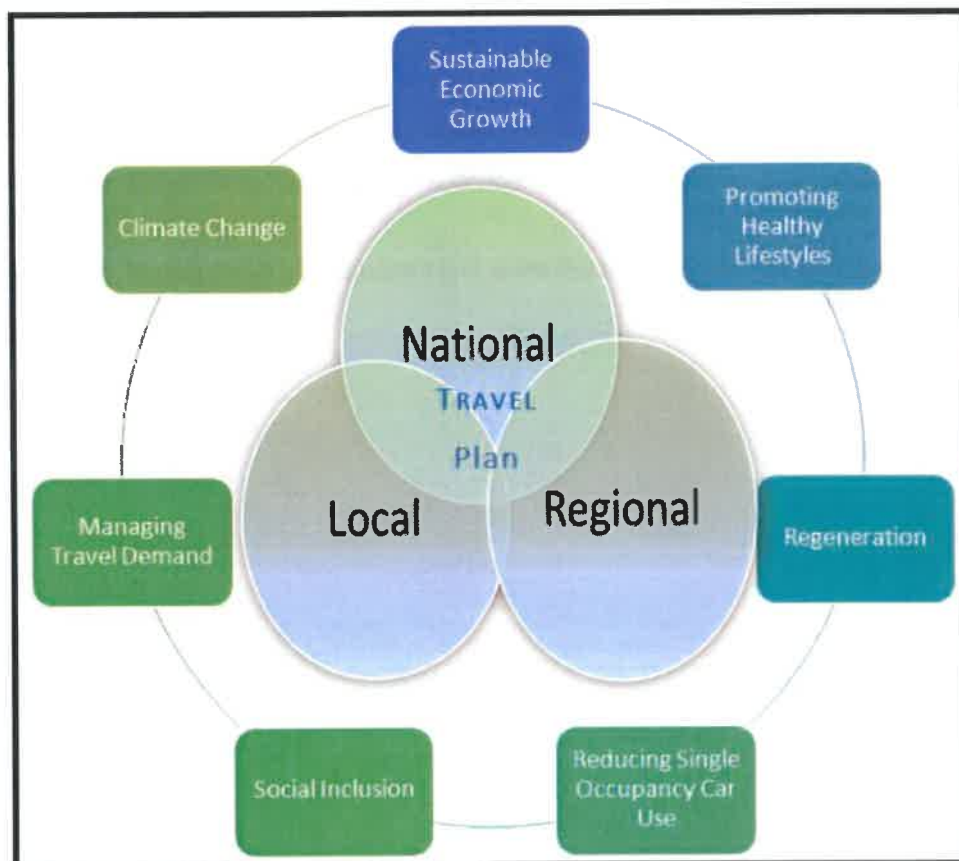 Sustainable
Economic
Growth
Promoting
Healthy
Lifestyles
Regeneration
Reducing Single
Occupancy Car
Use
Social Inclusion
Managing
Travel Demand
Climate Change
National
TRAVEL
Plan
Local
Regional